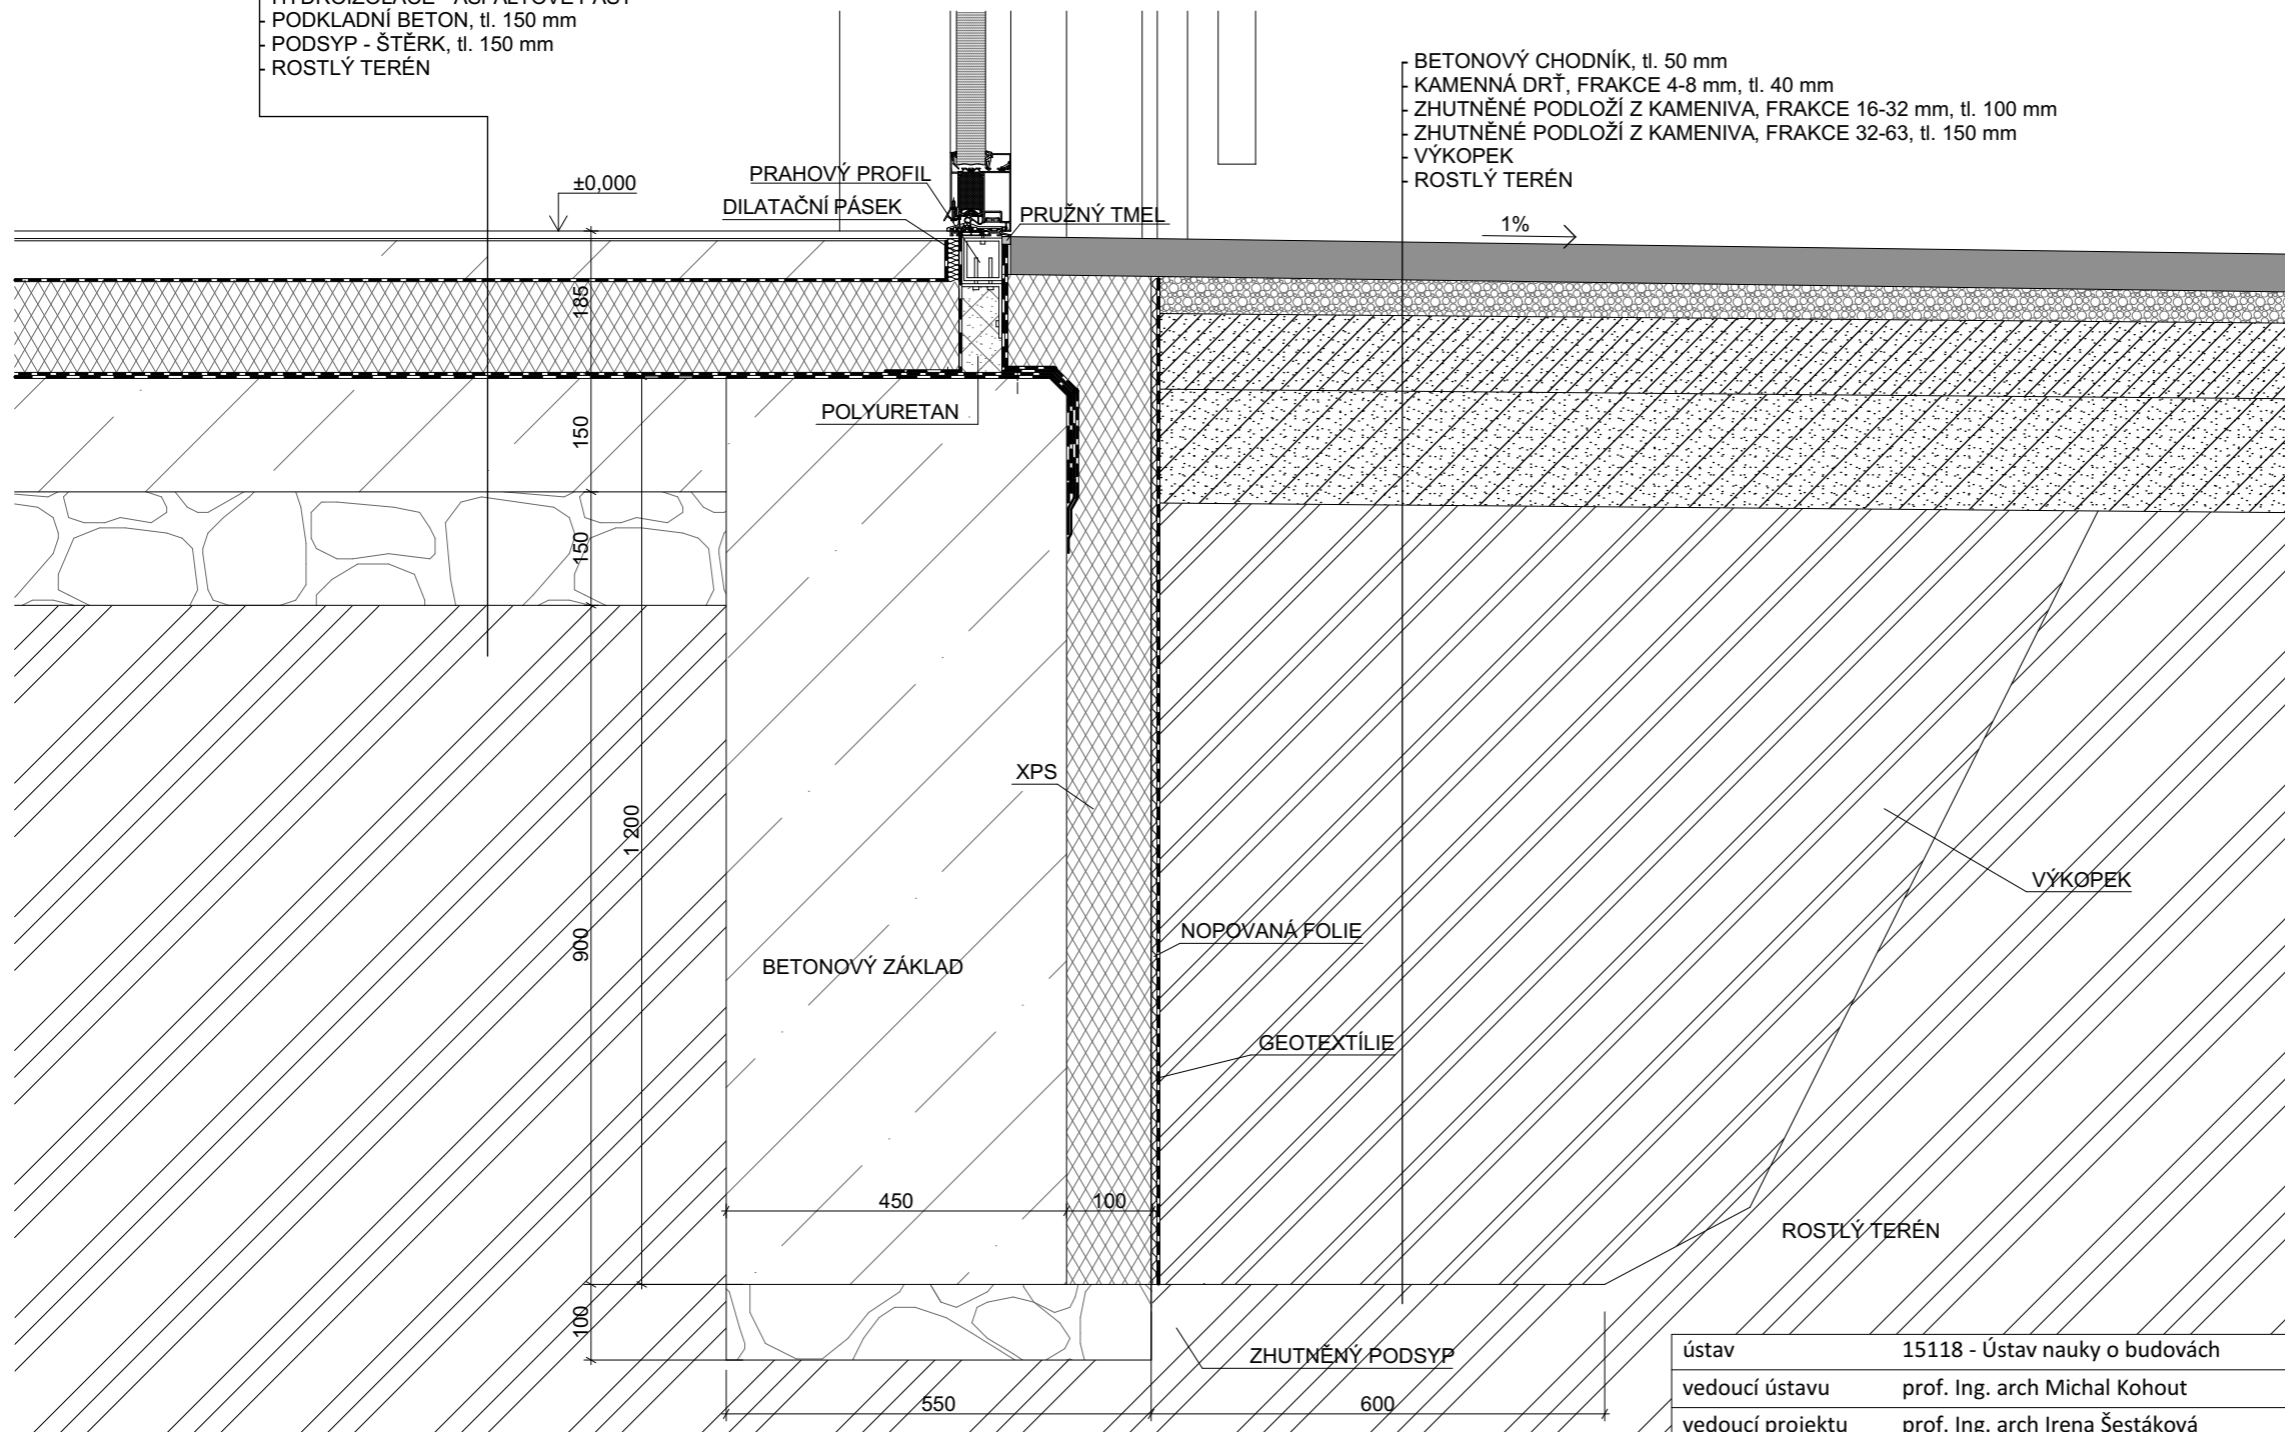 - PODKLADNÍ BETON, tl. 150 mm
- PODSYP - ŠTĚRK, tl. 150 mm
- ROSTLÝ TERÉN
- BETONOVÝ CHODNÍK, tl. 50 mm
- KAMENNÁ DRŤ, FRAKCE 4-8 mm, tl. 40 mm
- ZHUTNĚNÉ PODLOŽÍ Z KAMENIVA, FRAKCE 16-32 mm, tl. 100 mm
- ZHUTNĚNÉ PODLOŽÍ Z KAMENIVA, FRAKCE 32-63, tl. 150 mm
- VÝKOPEK
- ROSTLÝ TERÉN
±0,000
PRAHOVÝ PROFIL
DILATAČNÍ PÁSEK
PRUŽNÝ TMEL
1%
185
POLYURETAN
150
150
XPS
1 200
VÝKOPEK
900
NOPOVANÁ FOLIE
BETONOVÝ ZÁKLAD
GEOTEXTÍLIE
450
100
ROSTLÝ TERÉN
100
ZHUTNĚNÝ PODSYP
550
600
ústav 15118 - Ústav nauky o budovách
vedoucí ústavu prof. Ing. arch Michal Kohout
vedoucí projektu prof. Ing. arch Irena Šestáková